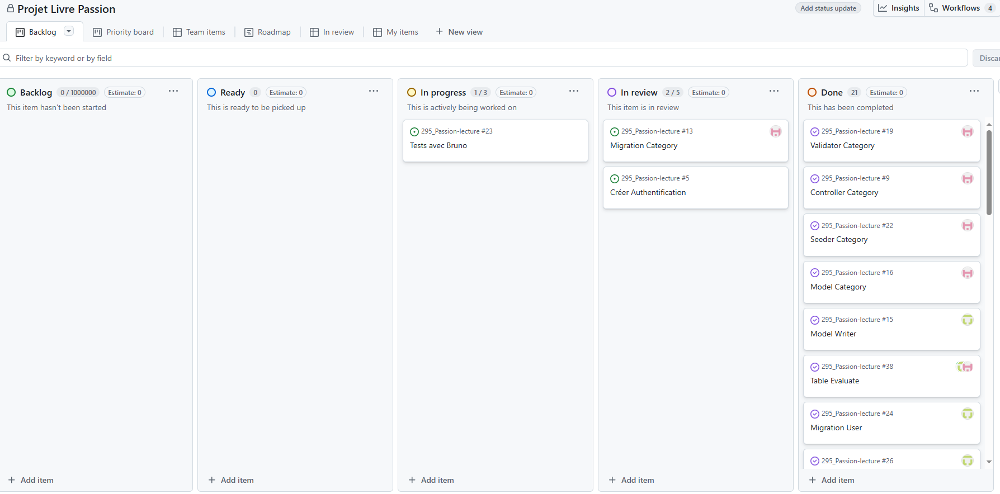 Projet Livre Passion
Add status update
Insights
Workflows 4
Backlog
Priority board
Team items
Roadmap
In review
My items
New view
Filter by keyword or by field
Discar
Backlog 0 / 1000000 Estimate: 0
This item hasn't been started
Add item
Ready 0 Estimate: 0
This is ready to be picked up
Add item
In progress 1 / 3 Estimate: 0
This is actively being worked on
295_Passion-lecture #23
Tests avec Bruno
Add item
In review 2 / 5 Estimate: 0
This item is in review
295_Passion-lecture #13
Migration Category
295_Passion-lecture #5
Créer Authentification
Add item
Done 21 Estimate: 0
This has been completed
295_Passion-lecture #19
Validator Category
295_Passion-lecture #9
Controller Category
295_Passion-lecture #22
Seeder Category
295_Passion-lecture #16
Model Category
295_Passion-lecture #15
Model Writer
295_Passion-lecture #38
Table Evaluate
295_Passion-lecture #24
Migration User
295_Passion-lecture #26
Add item